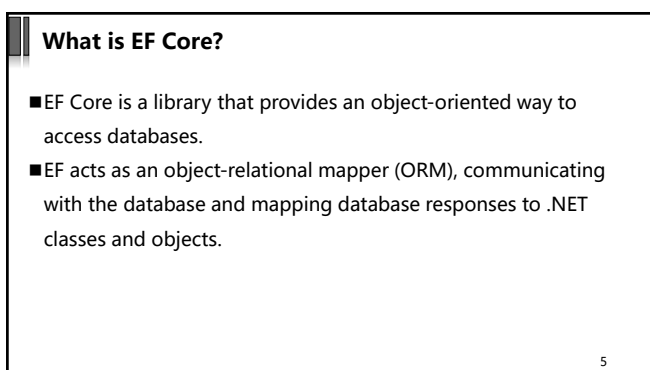 What is EF Core?
■EF Core is a library that provides an object-oriented way to
access databases.
■EF acts as an object-relational mapper (ORM), communicating
with the database and mapping database responses to .NET
classes and objects.
5